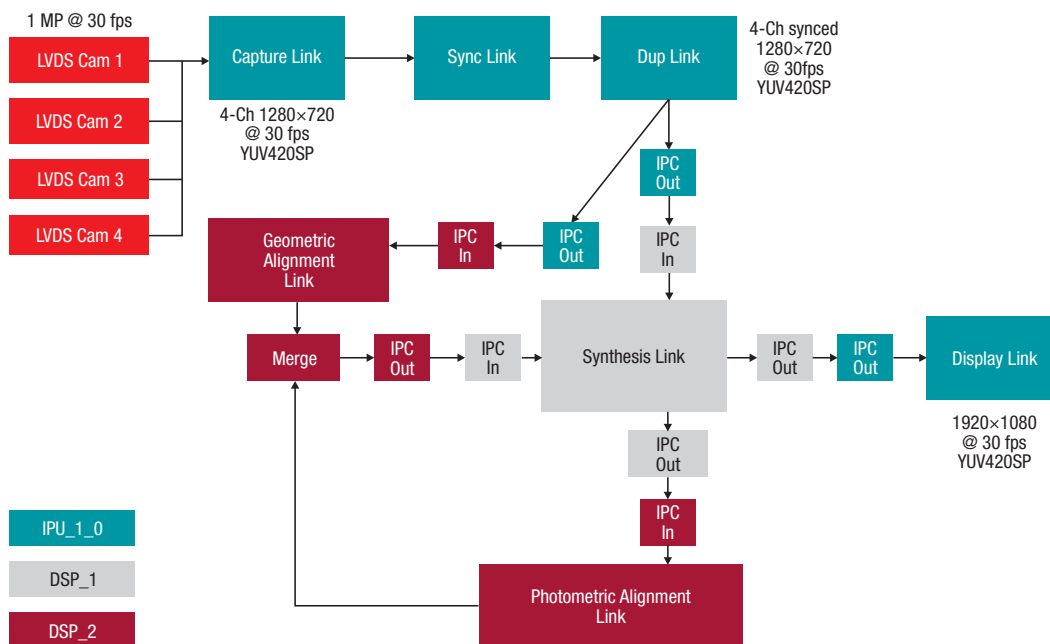 1 MP @ 30 fps
LVDS Cam 1
LVDS Cam 2
LVDS Cam 3
LVDS Cam 4
Capture Link
4-Ch 1280×720
@ 30 fps
YUV420SP
Sync Link
Dup Link
4-Ch synced
1280×720
@ 30fps
YUV420SP
IPC
Out
IPC
In
IPC
Out
IPC
In
Geometric
Alignment
Link
Merge
IPC
Out
IPC
In
Synthesis Link
IPC
Out
IPC
Out
Display Link
1920×1080
@ 30 fps
YUV420SP
IPC
Out
IPC
In
Photometric Alignment
Link
IPU_1_0
DSP_1
DSP_2